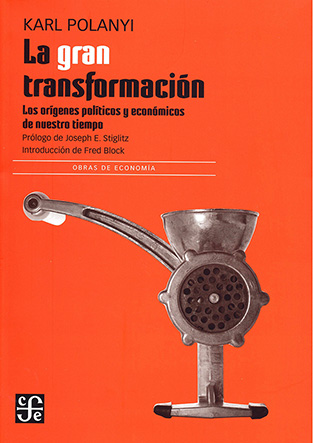 KARL POLANYI
La gran
transformación
Los orígenes políticos y económicos
de nuestro tiempo
Prólogo de Joseph E. Stiglitz
Introducción de Fred Block
OBRAS DE ECONOMÍA
cfe